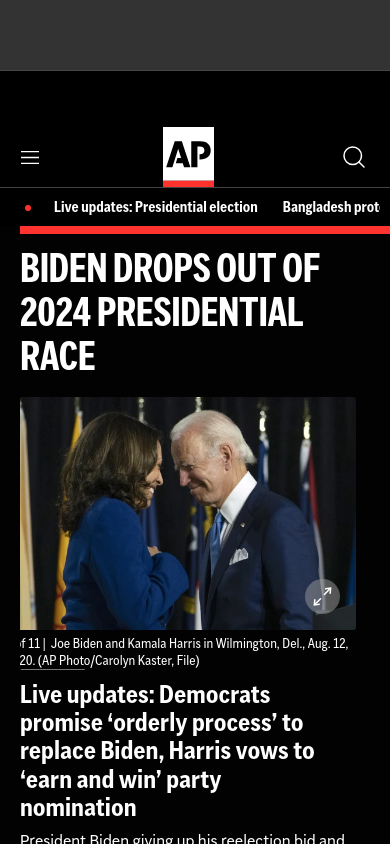 AP
Live updates: Presidential election
Bangladesh prote
BIDEN DROPS OUT OF
2024 PRESIDENTIAL
RACE
of 11 | Joe Biden and Kamala Harris in Wilmington, Del., Aug. 12,
20. (AP Photo/Carolyn Kaster, File)
Live updates: Democrats
promise ‘orderly process’ to
replace Biden, Harris vows to
‘earn and win’ party
nomination
President Biden giving up his reelection bid and